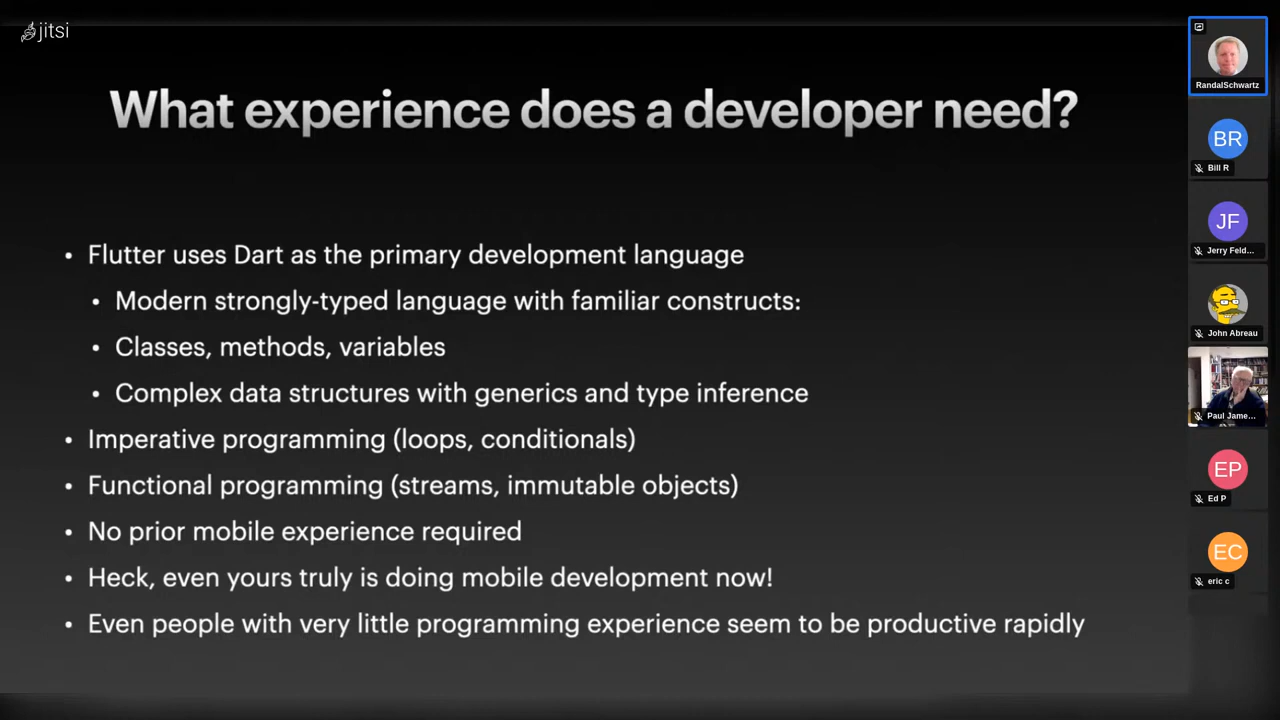 jitsi
What experience does a developer need?
• Flutter uses Dart as the primary development language
• Modern strongly-typed language with familiar constructs:
• Classes, methods, variables
• Complex data structures with generics and type inference
• Imperative programming (loops, conditionals)
• Functional programming (streams, immutable objects)
• No prior mobile experience required
• Heck, even yours truly is doing mobile development now!
• Even people with very little programming experience seem to be productive rapidly
RandalSchwartz
BR
Bill R
JF
Jerry Feld...
John Abreau
Paul Jame...
EP
Ed P
EC
eric c